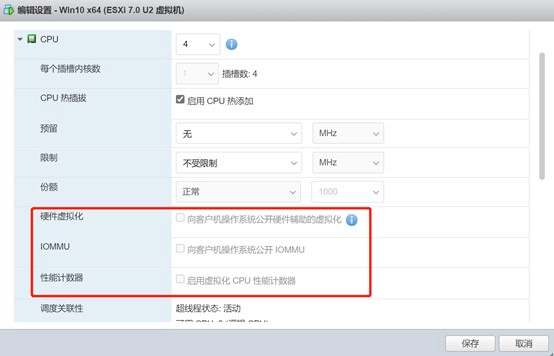 编辑设置 - Win10 x64 (ESXi 7.0 U2 虚拟机)
CPU 4
每个插槽内核数 1 插槽数: 4
CPU 热插拔 启用 CPU 热添加
预留 无 MHz
限制 不受限制 MHz
份额 正常 1000
硬件虚拟化 向客户机操作系统公开硬件辅助的虚拟化
IOMMU 向客户机操作系统公开 IOMMU
性能计数器 启用虚拟化 CPU 性能计数器
调度关联性 超线程状态: 活动
保存 取消